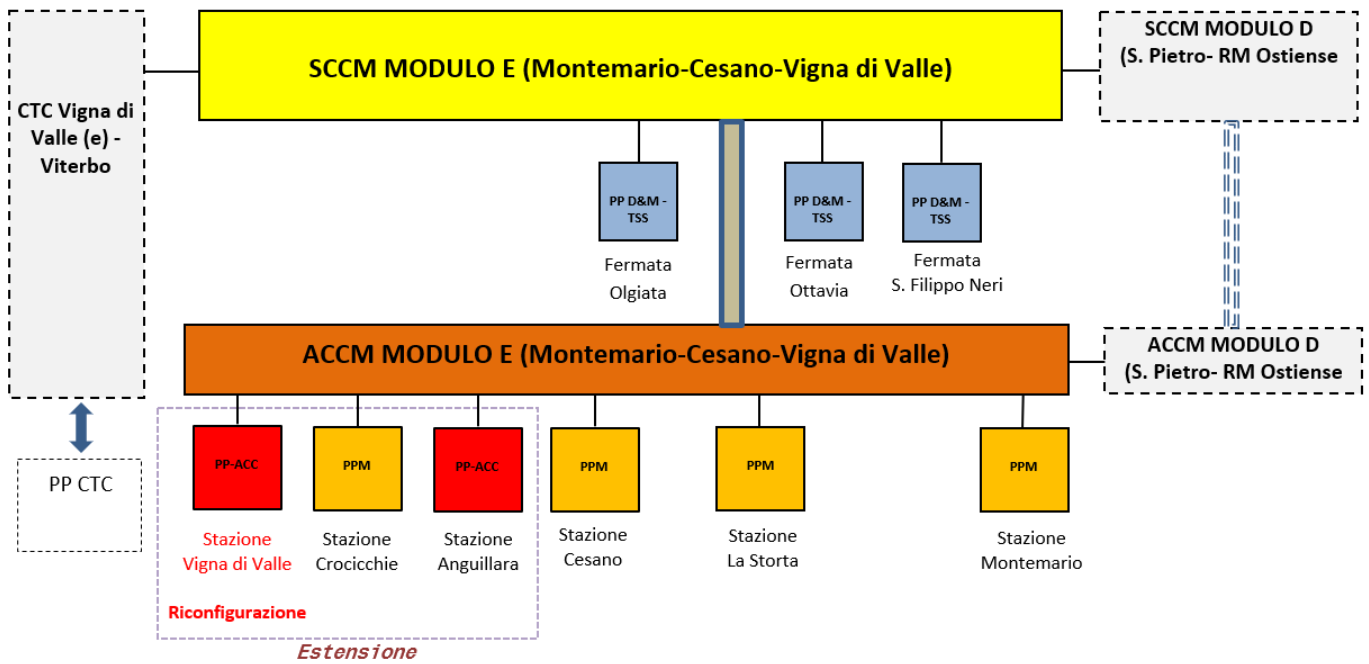 SCCM MODULO E (Montemario-Cesano-Vigna di Valle)
SCCM MODULO D
(S. Pietro- RM Ostiense
CTC Vigna di
Valle (e) -
Viterbo
PP D&M -
TSS
PP D&M -
TSS
PP D&M -
TSS
Fermata
Olgiata
Fermata
Ottavia
Fermata
S. Filippo Neri
ACCM MODULO E (Montemario-Cesano-Vigna di Valle)
ACCM MODULO D
(S. Pietro- RM Ostiense
PP CTC
PP-ACC
PPM
PP-ACC
PPM
PPM
PPM
Stazione
Vigna di Valle
Stazione
Crocicchie
Stazione
Anguillara
Stazione
Cesano
Stazione
La Storta
Stazione
Montemario
Riconfigurazione
Estensione